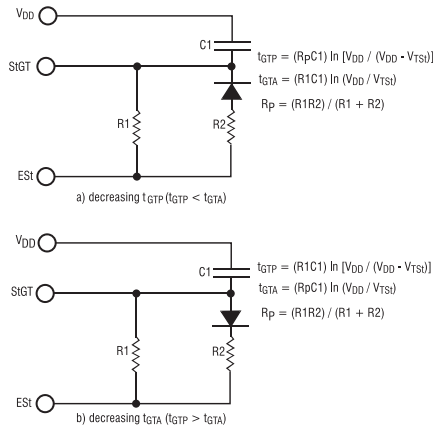 VDD
C1
tGTP = (RPC1) ln [VDD / (VDD - VTSt)]
StGT
tGTA = (R1C1) ln (VDD / VTSt)
RP = (R1R2) / (R1 + R2)
R1
R2
ESt
a) decreasing tGTP (tGTP < tGTA)
VDD
C1
tGTP = (R1C1) ln [VDD / (VDD - VTSt)]
StGT
tGTA = (RPC1) ln (VDD / VTSt)
RP = (R1R2) / (R1 + R2)
R1
R2
ESt
b) decreasing tGTA (tGTP > tGTA)